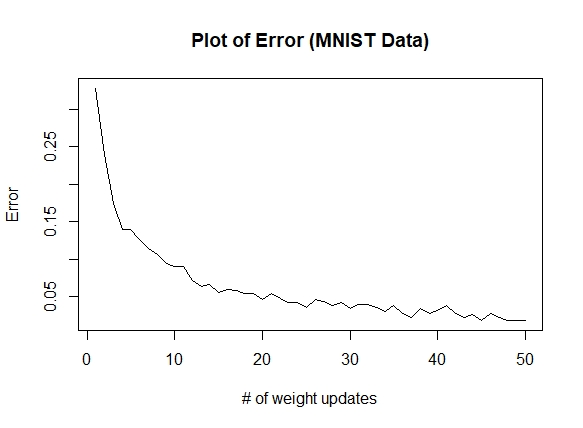 Plot of Error (MNIST Data)
Error
0.25
0.15
0.05
0 10 20 30 40 50
# of weight updates